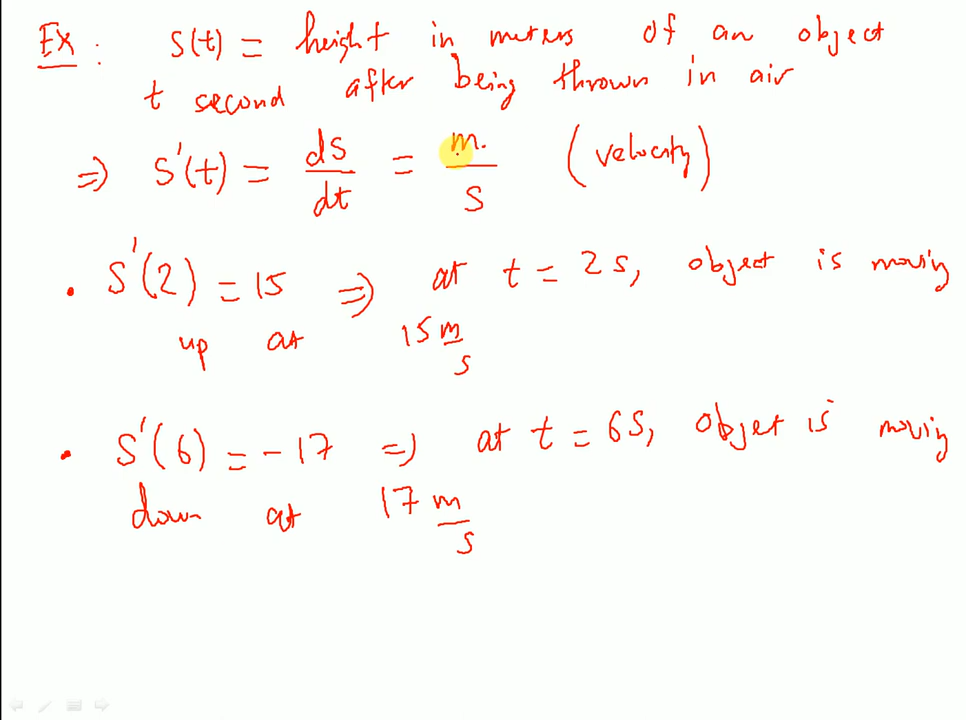 Ex: S(t) = height in meters of an object
t second after being thrown in air
⇒ S'(t) = ds/dt = m/s (velocity)
• S'(2) = 15 ⇒ at t = 2s, object is moving
up at 15 m/s
• S'(6) = -17 ⇒ at t = 6s, objet is moving
down at 17 m/s